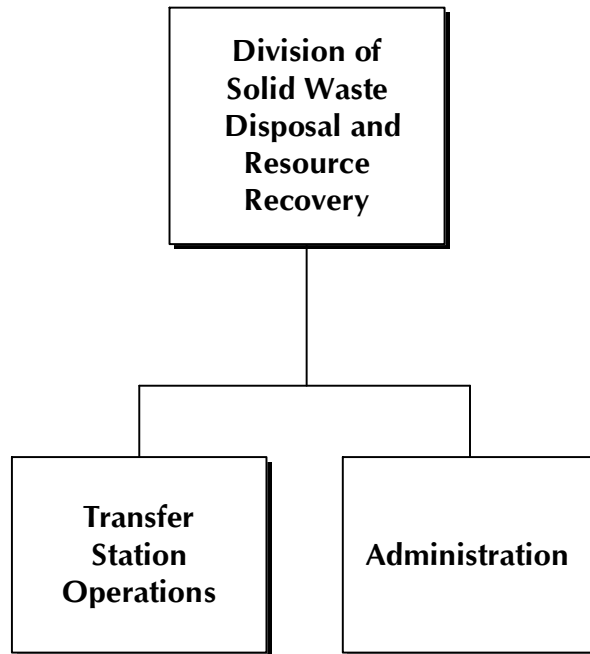 Division of
Solid Waste
Disposal and
Resource
Recovery
Transfer
Station
Operations
Administration